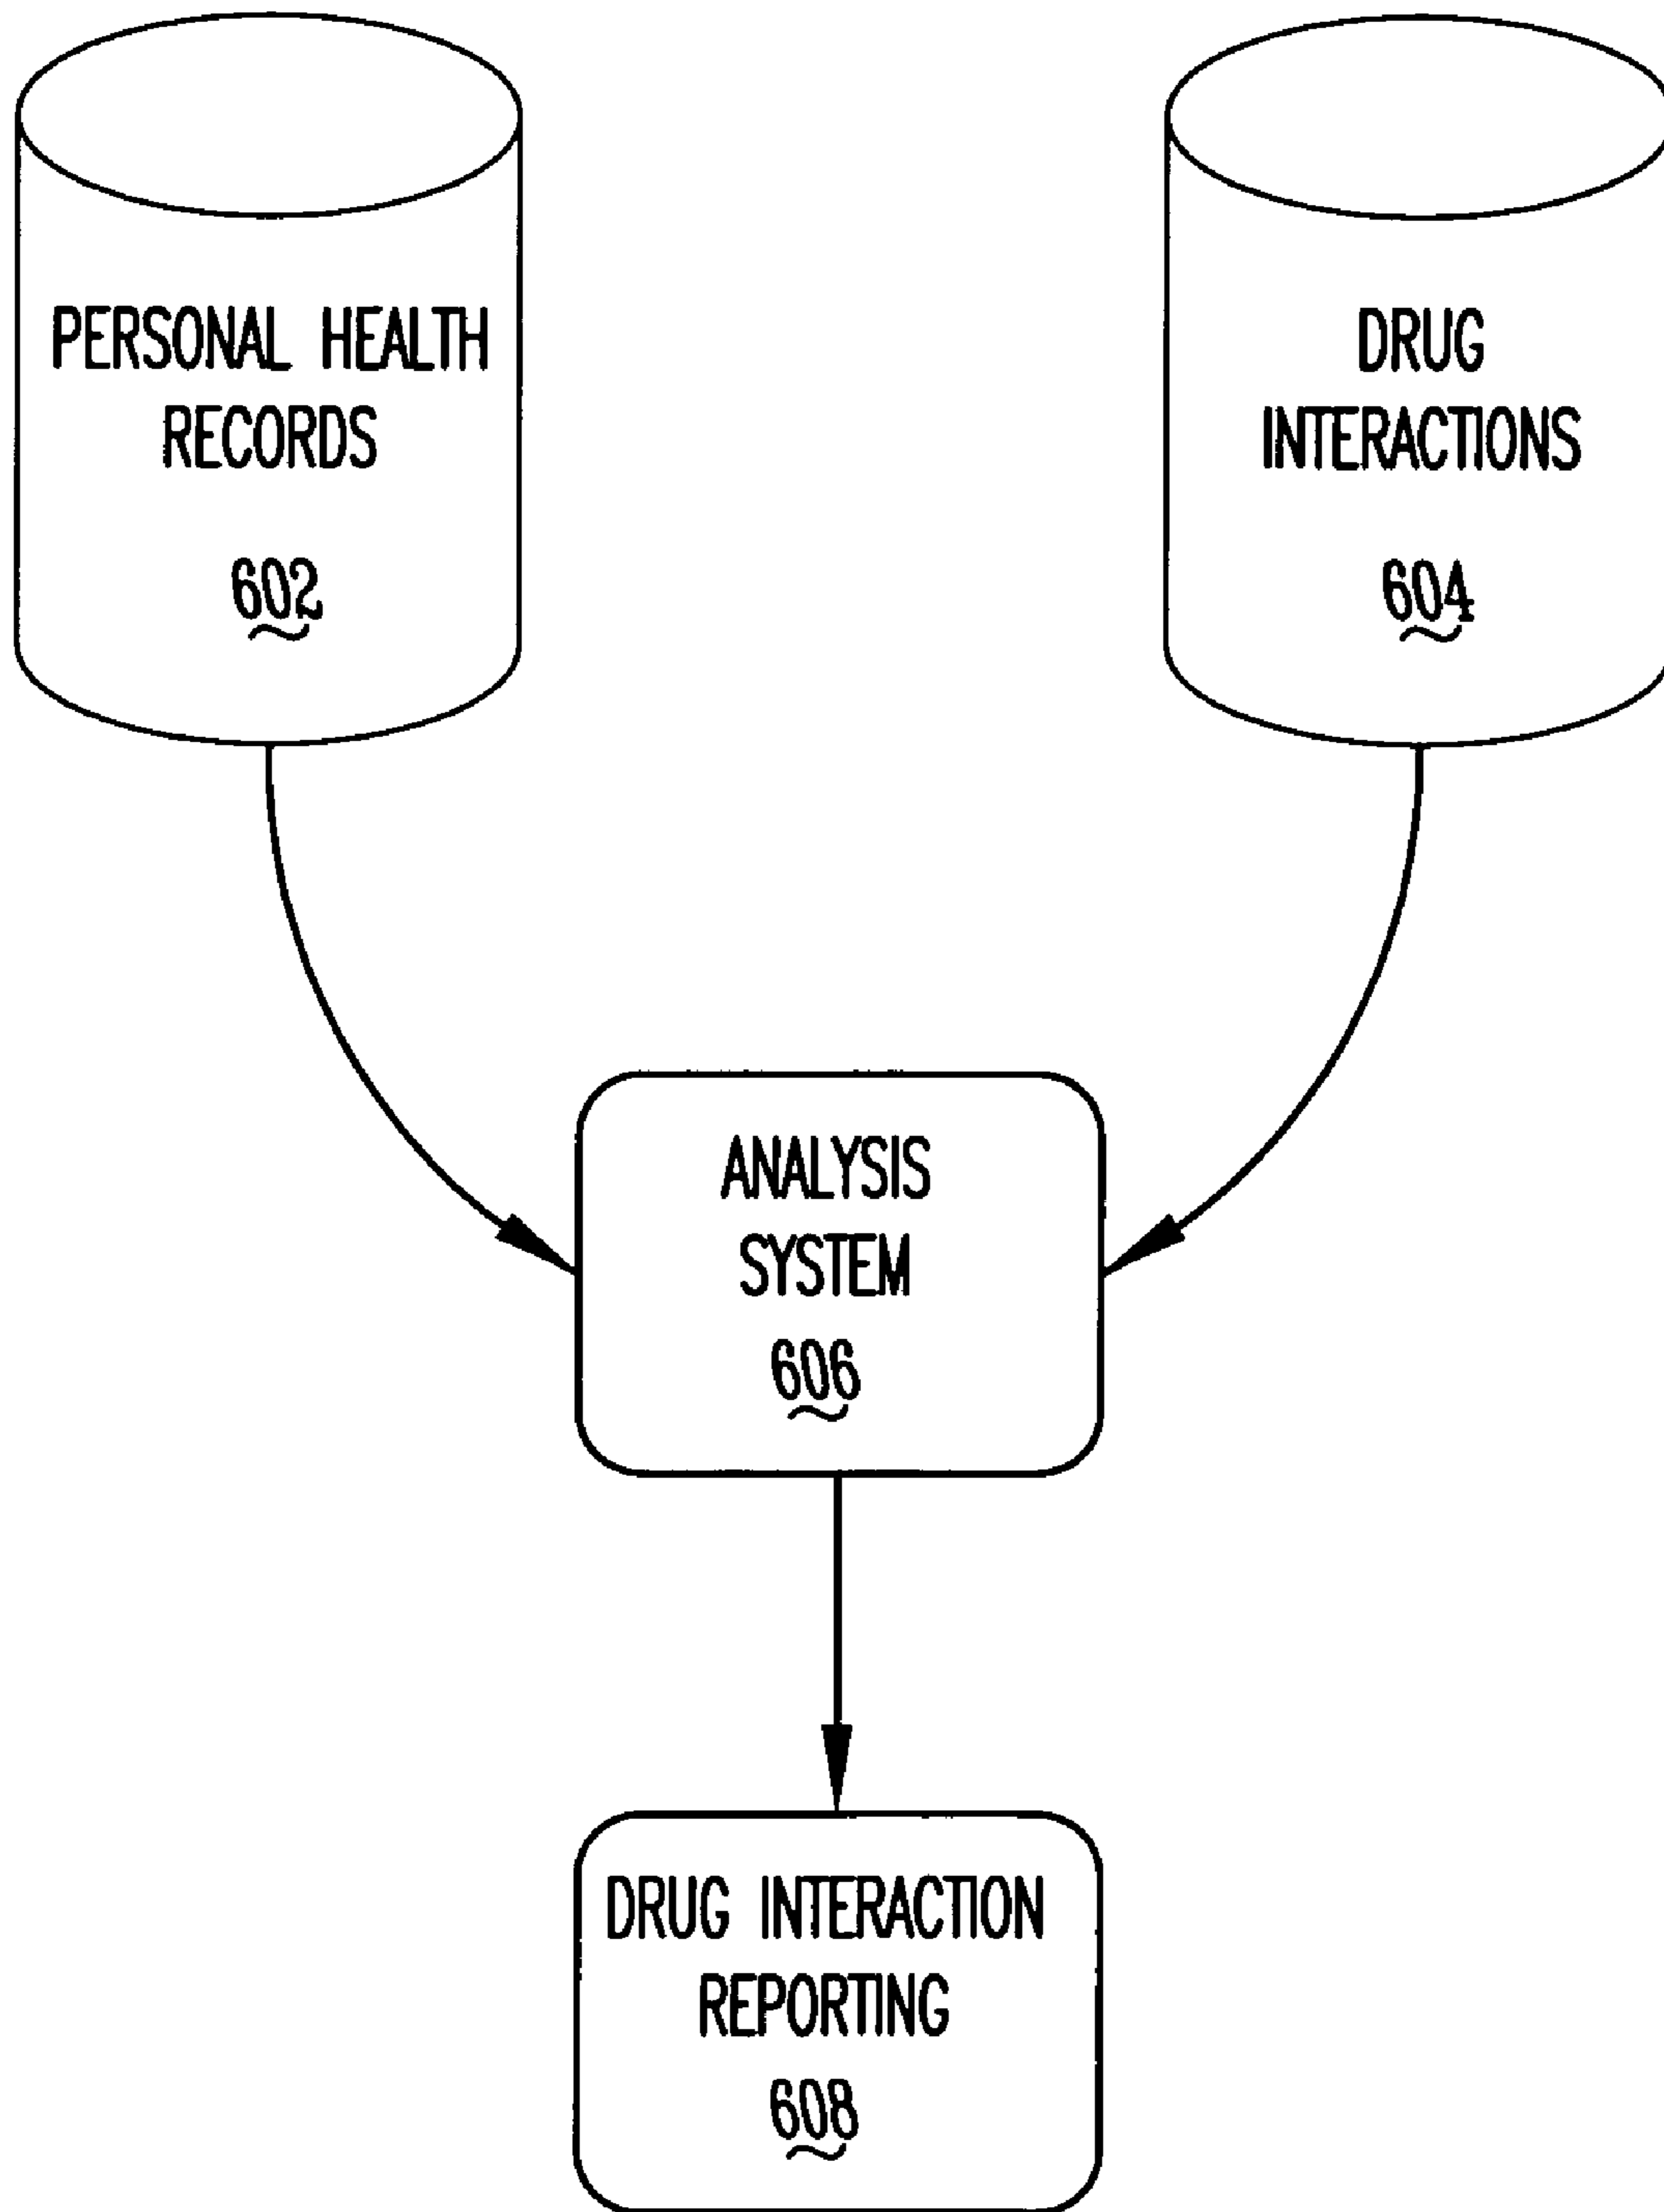 PERSONAL HEALTH
RECORDS
602
DRUG
INTERACTIONS
604
ANALYSIS
SYSTEM
606
DRUG INTERACTION
REPORTING
608